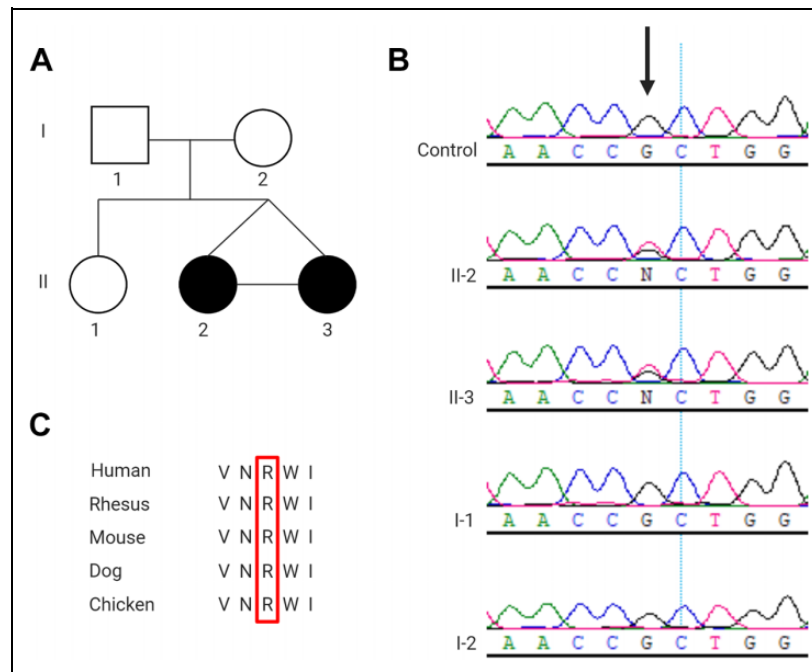 A
I
1
2
II
1
2
3
B
Control
A A C C G C T G G
II-2
A A C C N C T G G
II-3
A A C C N C T G G
I-1
A A C C G C T G G
I-2
A A C C G C T G G
C
Human V N R W I
Rhesus V N R W I
Mouse V N R W I
Dog V N R W I
Chicken V N R W I